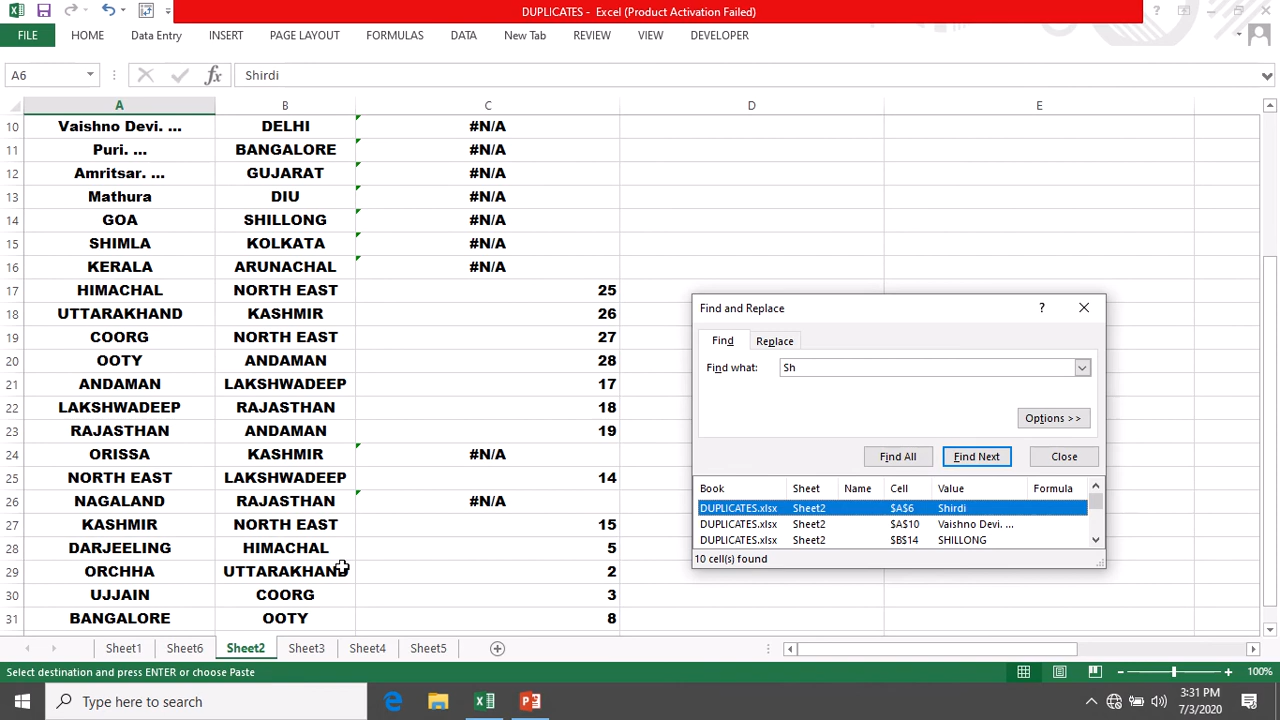 DUPLICATES - Excel (Product Activation Failed)
FILE HOME Data Entry INSERT PAGE LAYOUT FORMULAS DATA New Tab REVIEW VIEW DEVELOPER
A6 fx Shirdi
A B C D E
10 Vaishno Devi. ... DELHI #N/A
11 Puri. ... BANGALORE #N/A
12 Amritsar. ... GUJARAT #N/A
13 Mathura DIU #N/A
14 GOA SHILLONG #N/A
15 SHIMLA KOLKATA #N/A
16 KERALA ARUNACHAL #N/A
17 HIMACHAL NORTH EAST 25
18 UTTARAKHAND KASHMIR 26
19 COORG NORTH EAST 27
20 OOTY ANDAMAN 28
21 ANDAMAN LAKSHWADEEP 17
22 LAKSHWADEEP RAJASTHAN 18
23 RAJASTHAN ANDAMAN 19
24 ORISSA KASHMIR #N/A
25 NORTH EAST LAKSHWADEEP 14
26 NAGALAND RAJASTHAN #N/A
27 KASHMIR NORTH EAST 15
28 DARJEELING HIMACHAL 5
29 ORCHHA UTTARAKHAND 2
30 UJJAIN COORG 3
31 BANGALORE OOTY 8
Find and Replace ?
Find Replace
Find what: Sh
Options >>
Find All Find Next Close
Book Sheet Name Cell Value Formula
DUPLICATES.xlsx Sheet2 $A$6 Shirdi
DUPLICATES.xlsx Sheet2 $A$10 Vaishno Devi. ...
DUPLICATES.xlsx Sheet2 $B$14 SHILLONG
10 cell(s) found
Sheet1 Sheet6 Sheet2 Sheet3 Sheet4 Sheet5
Select destination and press ENTER or choose Paste 100%
Type here to search
3:31 PM
7/3/2020